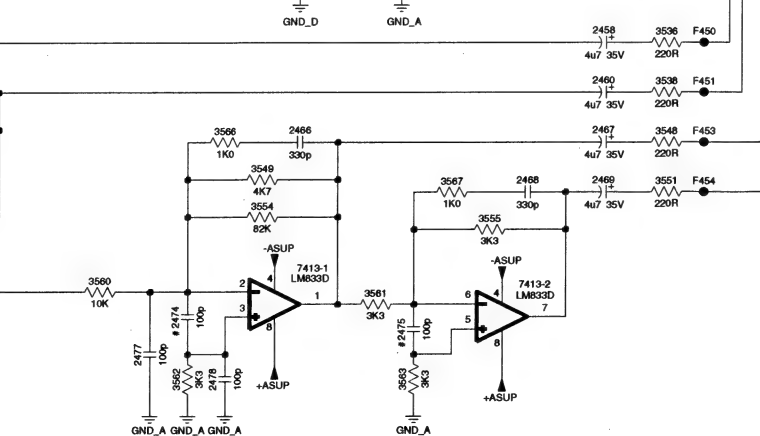 GND_D
GND_A
2458
3536
F450
+
4u7 35V
220R
2460
3538
F451
+
4u7 35V
220R
3566
2466
2467
3548
F453
+
1K0
330p
4u7 35V
220R
3549
4K7
3567
2468
2469
3551
F454
+
1K0
330p
4u7 35V
220R
3554
82K
3555
3K3
-ASUP
4
7413-1
LM833D
-ASUP
4
7413-2
LM833D
3560
10K
2
3
1
8
3561
3K3
6
5
7
8
# 2474
100p
# 2475
100p
2477
100p
3562
3K3
2478
100p
3563
3K3
+ASUP
+ASUP
GND_A GND_A GND_A
GND_A